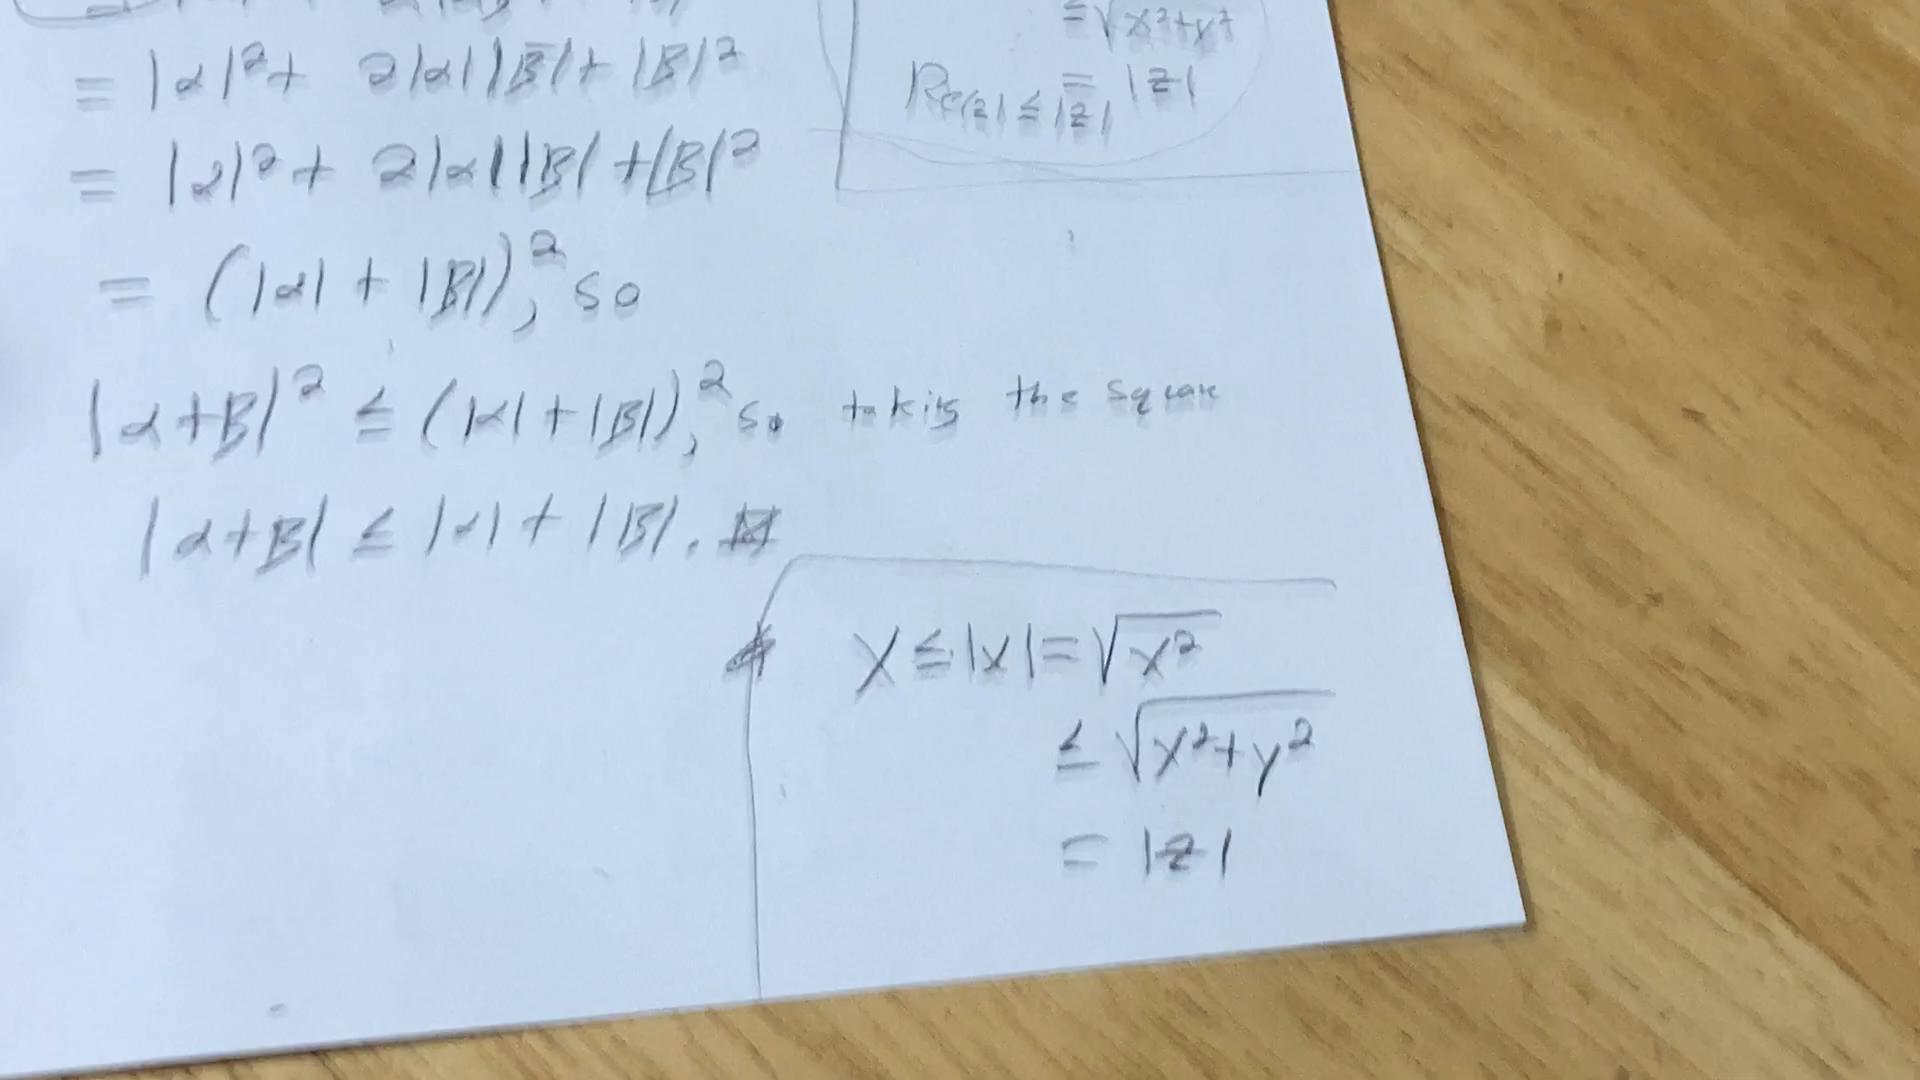 = |α|² + 2|α||B̅| + |B|²
= |α|² + 2|α||B| + |B|²
= (|α| + |B|)², so
|α+B|² ≤ (|α| + |B|)², so taking the square
|α+B| ≤ |α| + |B|.
≤ √x²+y²
= |z|
Re(z) ≤ |z|
x ≤ |x| = √x²
≤ √x²+y²
= |z|